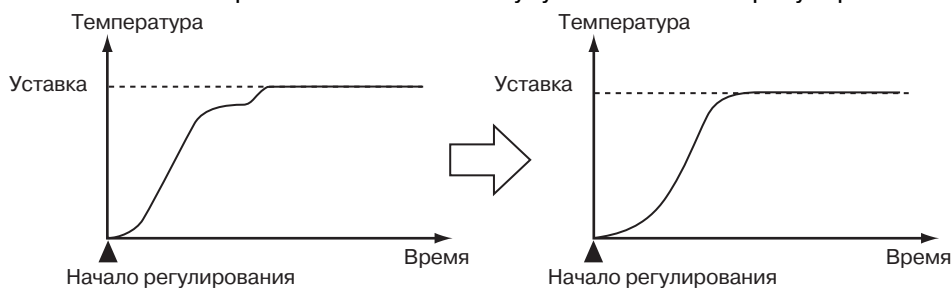 Температура
Уставка
Время
Начало регулирования
Температура
Уставка
Время
Начало регулирования